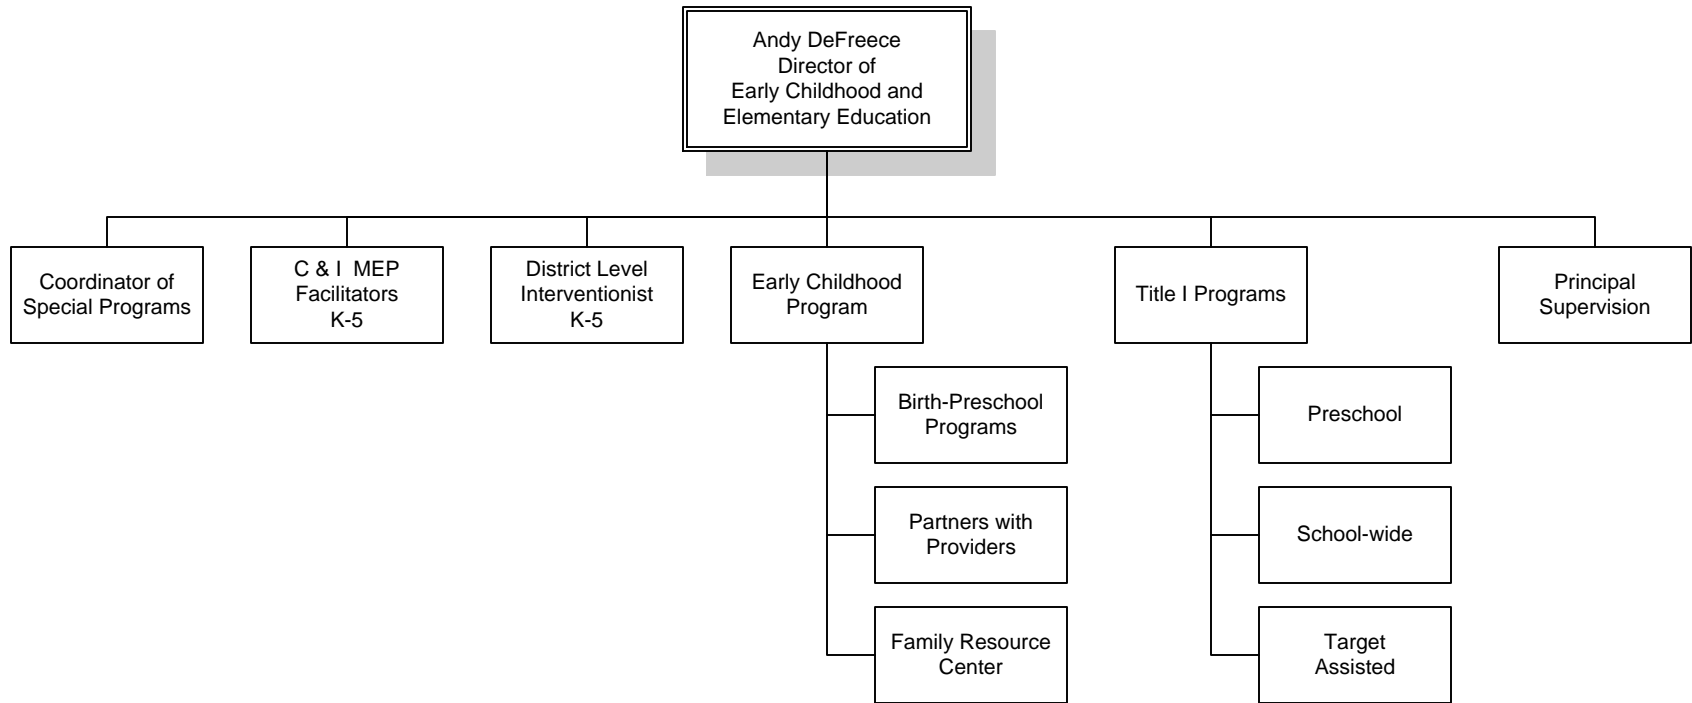 Andy DeFreece
Director of
Early Childhood and
Elementary Education
Coordinator of
Special Programs
C & I MEP
Facilitators
K-5
District Level
Interventionist
K-5
Early Childhood
Program
Title I Programs
Principal
Supervision
Birth-Preschool
Programs
Partners with
Providers
Family Resource
Center
Preschool
School-wide
Target
Assisted